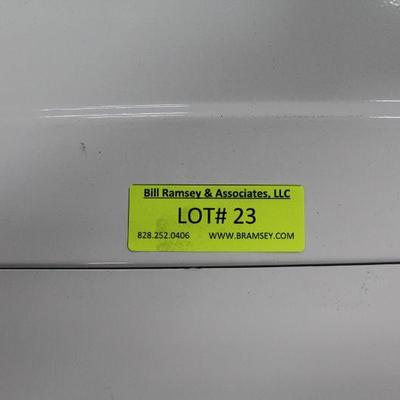 Bill Ramsey & Associates, LLC
LOT# 23
828.252.0406 WWW.BRAMSEY.COM